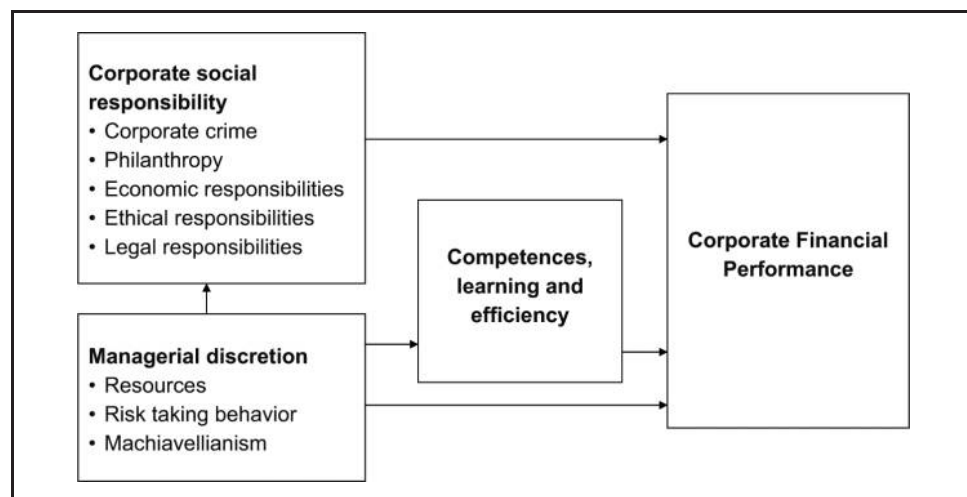 Corporate social
responsibility
• Corporate crime
• Philanthropy
• Economic responsibilities
• Ethical responsibilities
• Legal responsibilities
Competences,
learning and
efficiency
Corporate Financial
Performance
Managerial discretion
• Resources
• Risk taking behavior
• Machiavellianism